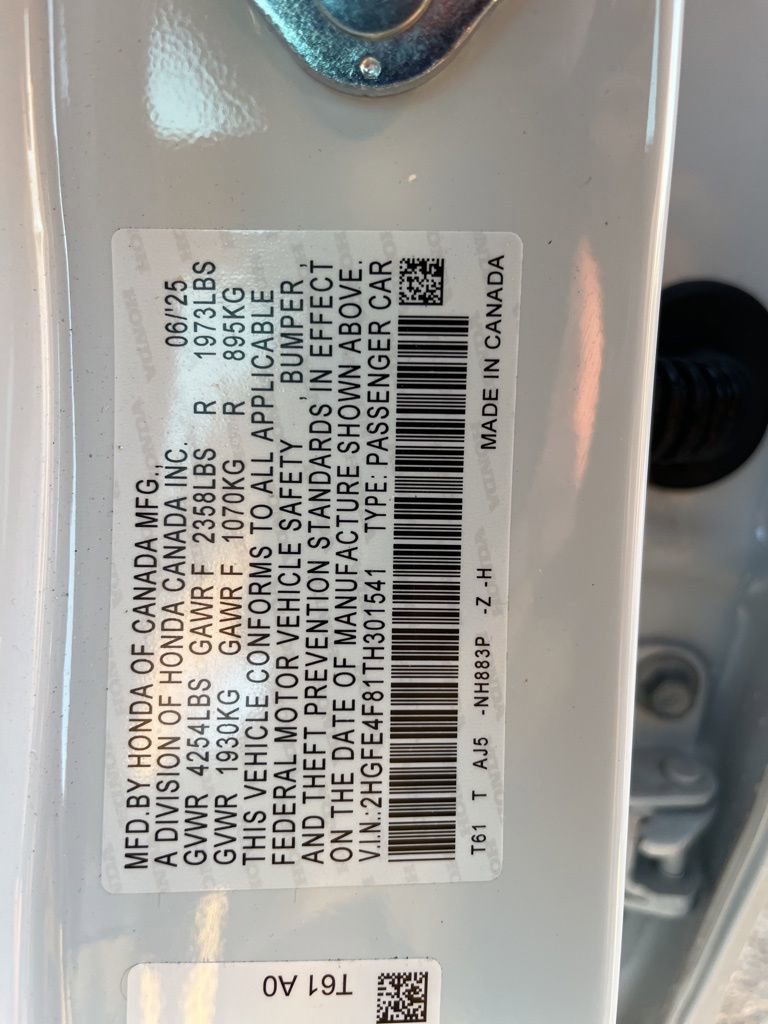 MFD.BY HONDA OF CANADA MFG.,
A DIVISION OF HONDA CANADA INC. 06/'25
GVWR 4254LBS GAWR F 2358LBS R 1973LBS
GVWR 1930KG GAWR F 1070KG R 895KG
THIS VEHICLE CONFORMS TO ALL APPLICABLE
FEDERAL MOTOR VEHICLE SAFETY , BUMPER ,
AND THEFT PREVENTION STANDARDS IN EFFECT
ON THE DATE OF MANUFACTURE SHOWN ABOVE.
V.I.N.:2HGFE4F81TH301541 TYPE: PASSENGER CAR
T61 T AJ5 -NH883P -Z -H MADE IN CANADA
T61 A0